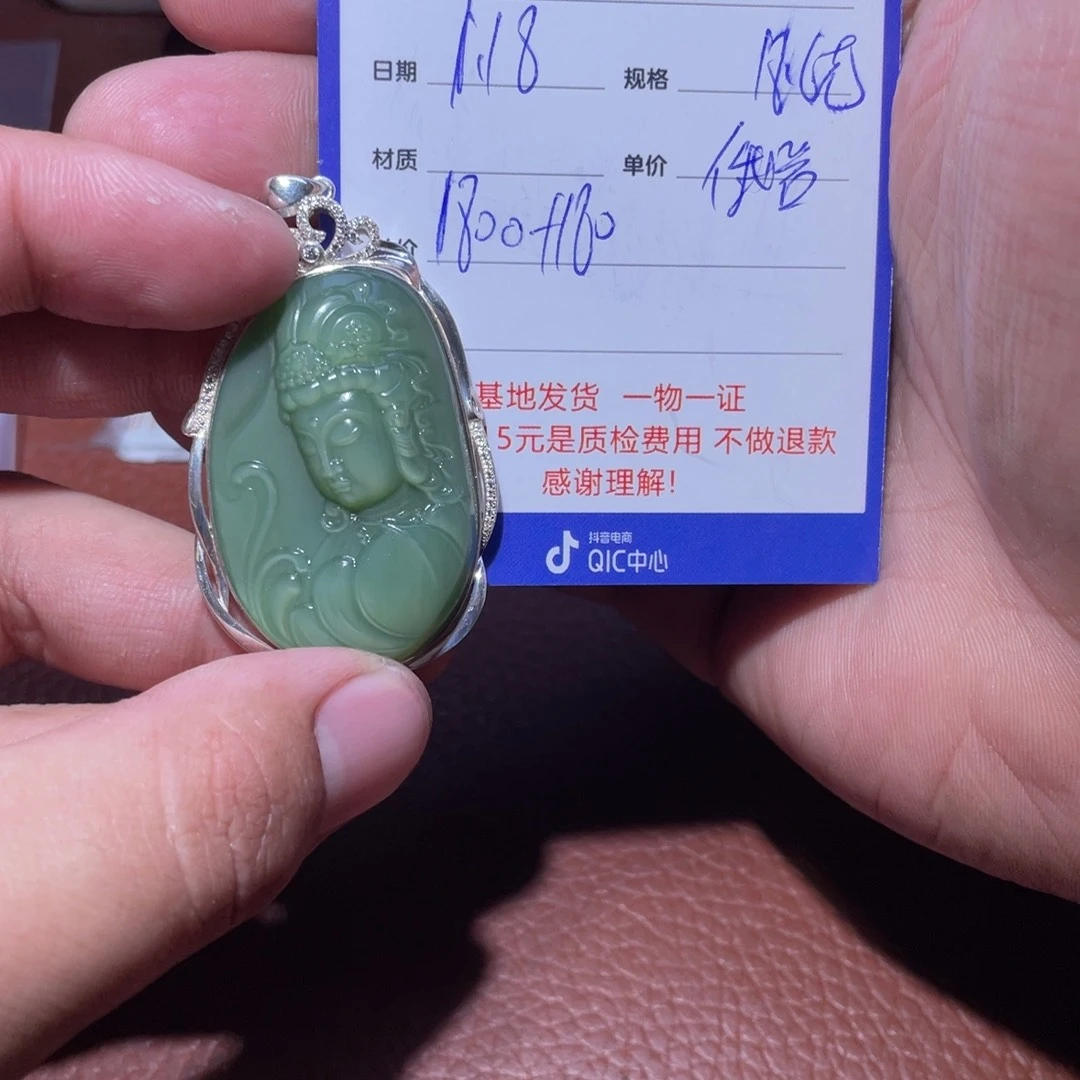 日期 1.18 规格
材质 单价
1800+180 价
基地发货 一物一证
5元是质检费用 不做退款
感谢理解!
抖音电商
QIC中心